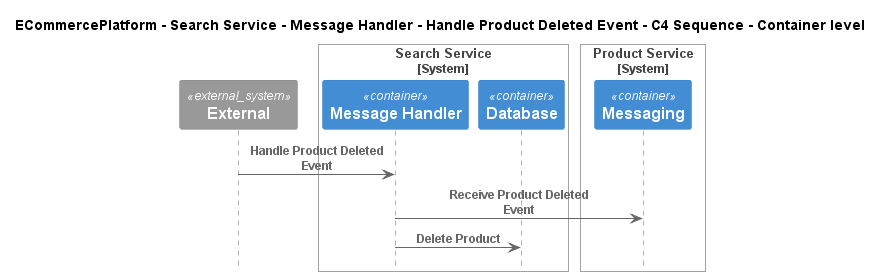 ECommercePlatform - Search Service - Message Handler - Handle Product Deleted Event - C4 Sequence - Container level
Search Service
[System]
Product Service
[System]
«external_system»
External
«container»
Message Handler
«container»
Database
«container»
Messaging
Handle Product Deleted
Event
Receive Product Deleted
Event
Delete Product